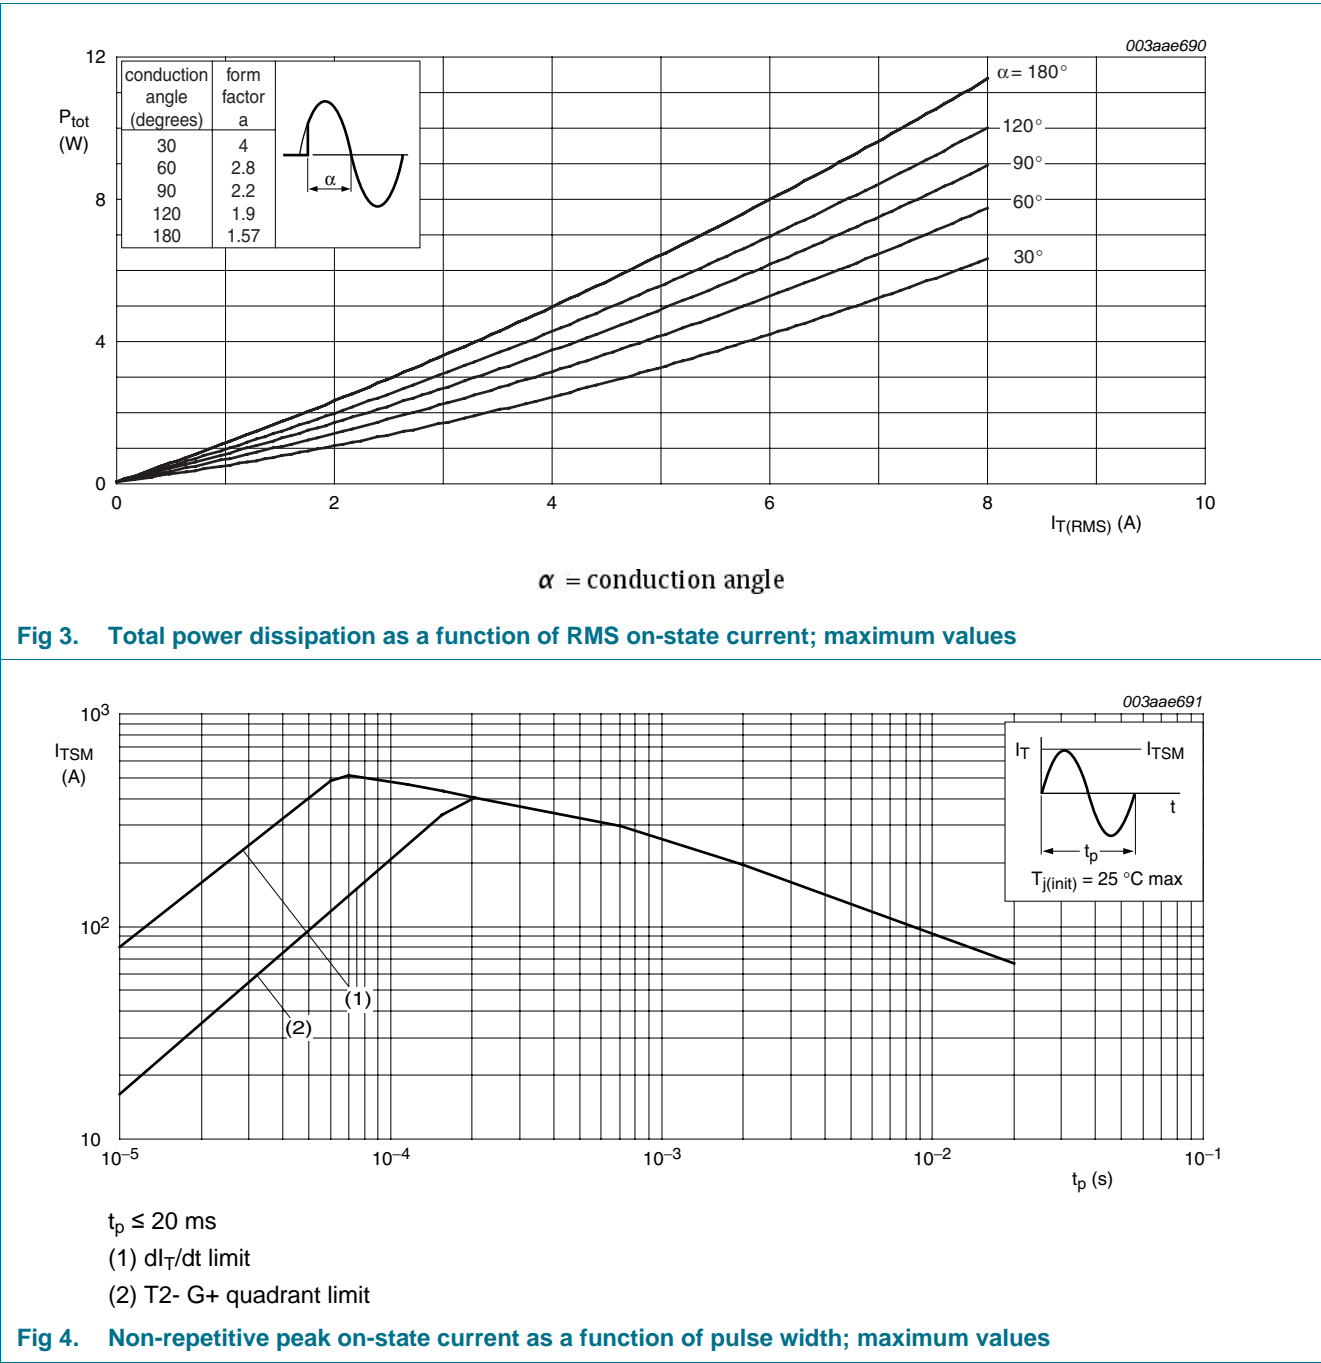 003aae690
12
8
4
0
Ptot
(W)
conduction angle (degrees) form factor a
30 4
60 2.8
90 2.2
120 1.9
180 1.57
α
α = 180°
120°
90°
60°
30°
0 2 4 6 8 10
IT(RMS) (A)
α = conduction angle
Fig 3. Total power dissipation as a function of RMS on-state current; maximum values
003aae691
10³
ITSM
(A)
10²
10
IT
ITSM
t
tp
Tj(init) = 25 °C max
(1)
(2)
10⁻⁵ 10⁻⁴ 10⁻³ 10⁻² 10⁻¹
tp (s)
tp ≤ 20 ms
(1) dIT/dt limit
(2) T2- G+ quadrant limit
Fig 4. Non-repetitive peak on-state current as a function of pulse width; maximum values